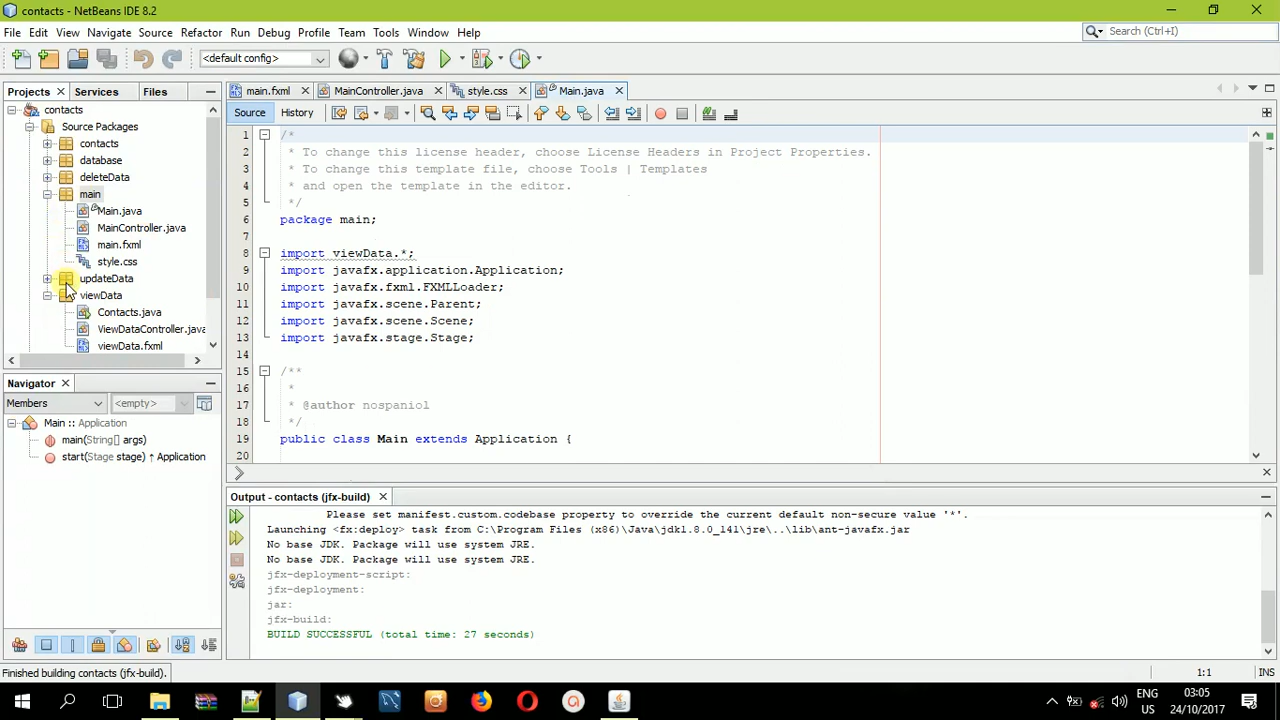 contacts - NetBeans IDE 8.2
File Edit View Navigate Source Refactor Run Debug Profile Team Tools Window Help
Search (Ctrl+I)
<default config>
Projects Services Files
main.fxml MainController.java style.css Main.java
Source History
contacts
Source Packages
contacts
database
deleteData
main
Main.java
MainController.java
main.fxml
style.css
updateData
viewData
Contacts.java
ViewDataController.java
viewData.fxml
1 /*
2 * To change this license header, choose License Headers in Project Properties.
3 * To change this template file, choose Tools | Templates
4 * and open the template in the editor.
5 */
6 package main;
7
8 import viewData.*;
9 import javafx.application.Application;
10 import javafx.fxml.FXMLLoader;
11 import javafx.scene.Parent;
12 import javafx.scene.Scene;
13 import javafx.stage.Stage;
14
15 /**
16 *
17 * @author nospaniol
18 */
19 public class Main extends Application {
20
Navigator
Members <empty>
Main :: Application
main(String[] args)
start(Stage stage) ↑ Application
Output - contacts (jfx-build)
Please set manifest.custom.codebase property to override the current default non-secure value '*'.
Launching <fx:deploy> task from C:\Program Files (x86)\Java\jdk1.8.0_141\jre\..\lib\ant-javafx.jar
No base JDK. Package will use system JRE.
No base JDK. Package will use system JRE.
jfx-deployment-script:
jfx-deployment:
jar:
jfx-build:
BUILD SUCCESSFUL (total time: 27 seconds)
Finished building contacts (jfx-build).
1:1 INS
ENG
US
03:05
24/10/2017